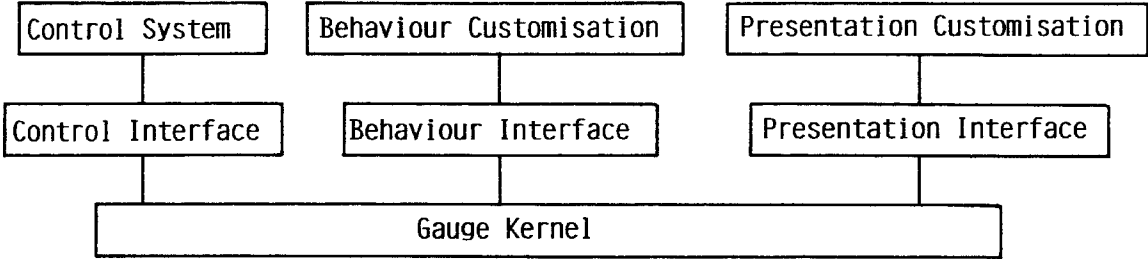 Control System
Behaviour Customisation
Presentation Customisation
Control Interface
Behaviour Interface
Presentation Interface
Gauge Kernel